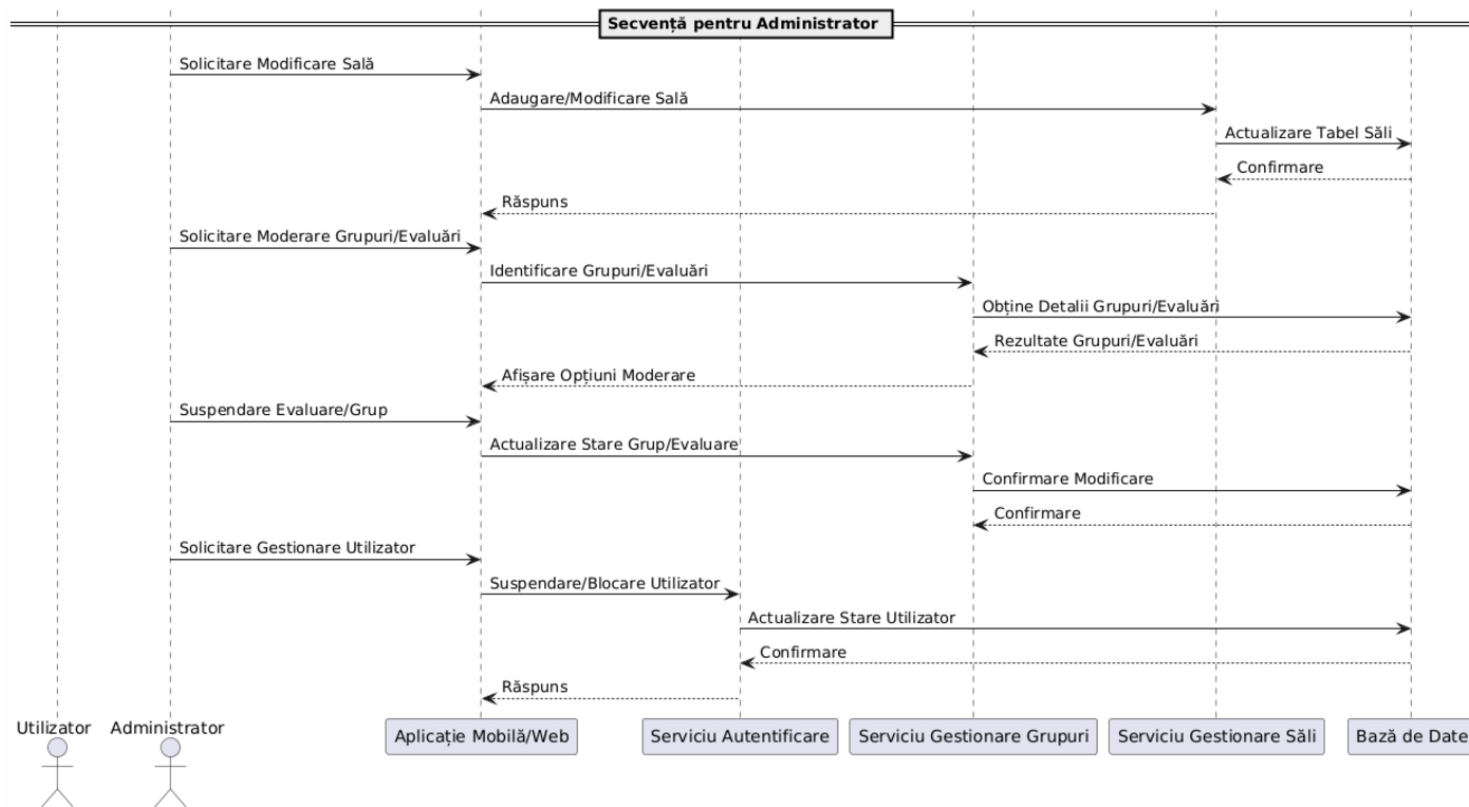 Secvență pentru Administrator
Solicitare Modificare Sală
Adaugare/Modificare Sală
Actualizare Tabel Săli
Confirmare
Răspuns
Solicitare Moderare Grupuri/Evaluări
Identificare Grupuri/Evaluări
Obține Detalii Grupuri/Evaluări
Rezultate Grupuri/Evaluări
Afișare Opțiuni Moderare
Suspendare Evaluare/Grup
Actualizare Stare Grup/Evaluare
Confirmare Modificare
Confirmare
Solicitare Gestionare Utilizator
Suspendare/Blocare Utilizator
Actualizare Stare Utilizator
Confirmare
Răspuns
Utilizator
Administrator
Aplicație Mobilă/Web
Serviciu Autentificare
Serviciu Gestionare Grupuri
Serviciu Gestionare Săli
Bază de Date